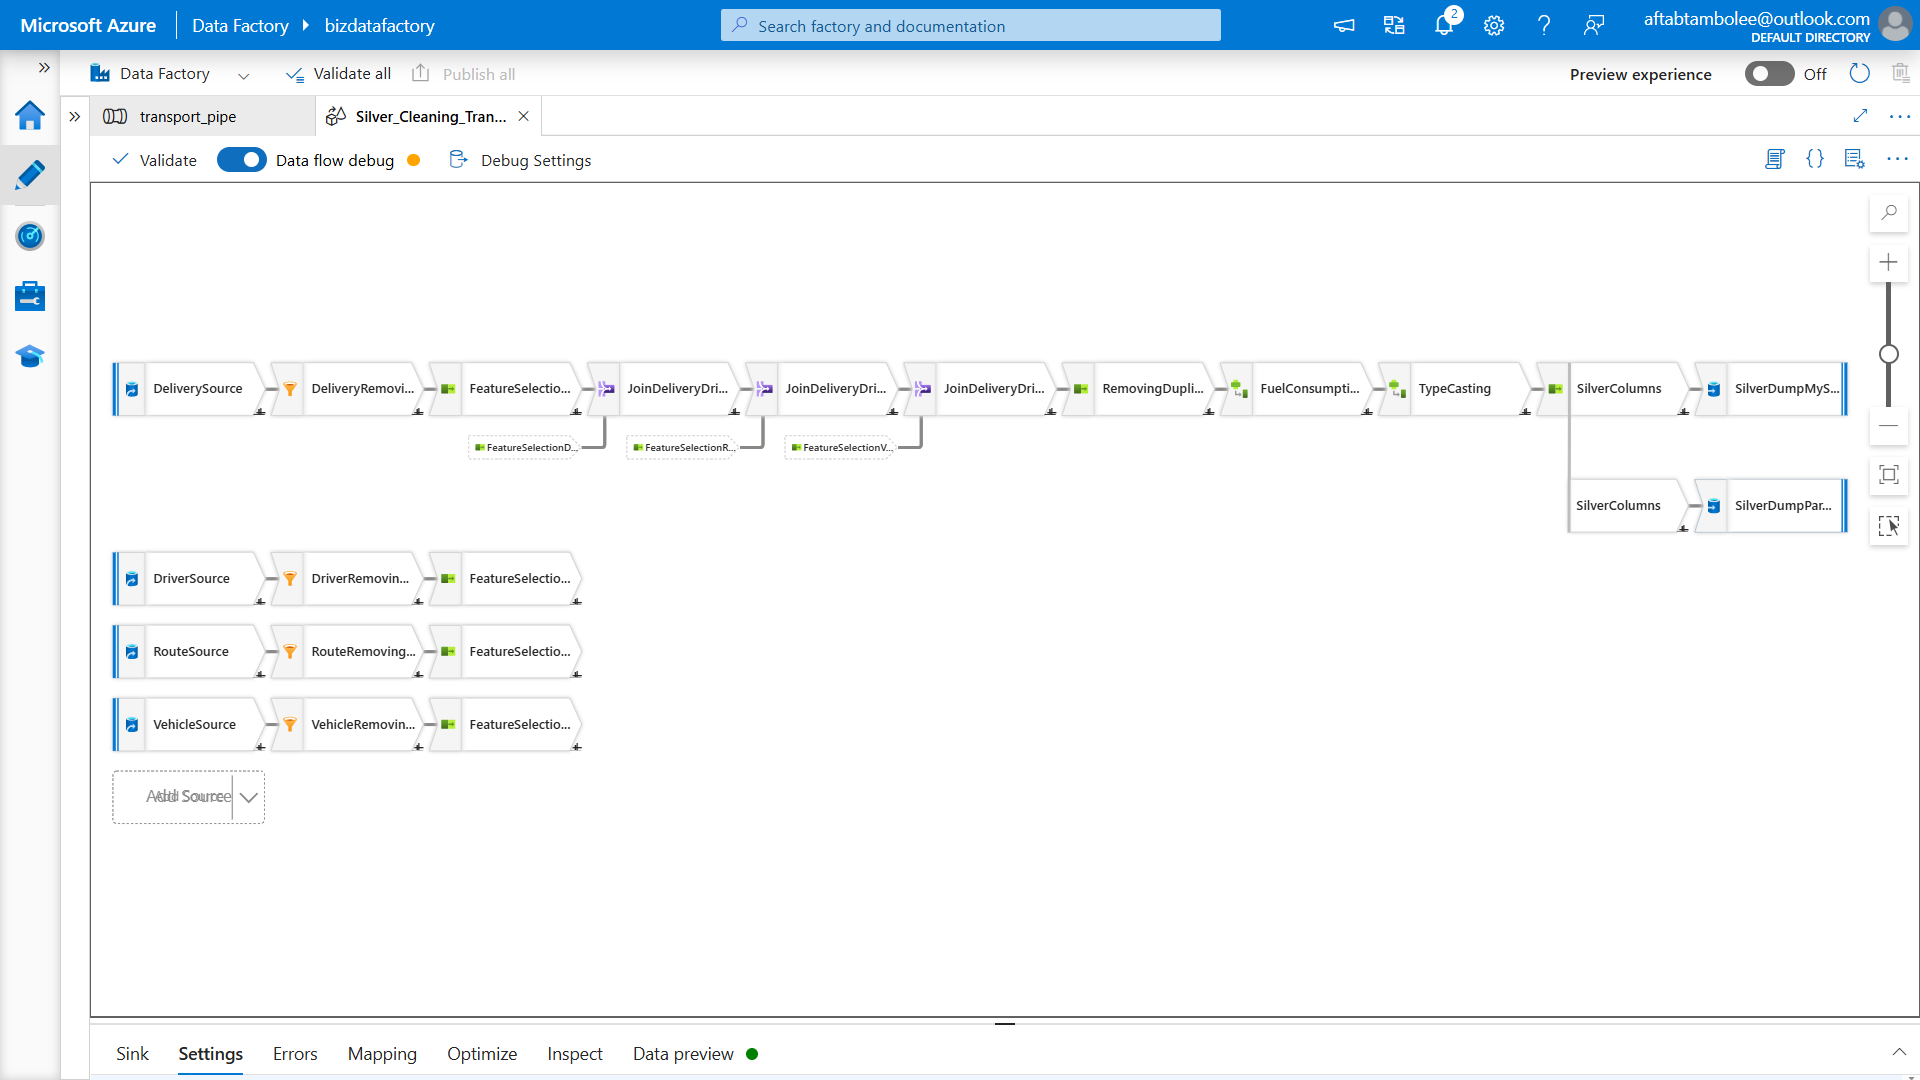 Microsoft Azure
Data Factory
bizdatafactory
Search factory and documentation
2
aftabtambolee@outlook.com
DEFAULT DIRECTORY
Data Factory
Validate all
Publish all
Preview experience
Off
transport_pipe
Silver_Cleaning_Tran...
Validate
Data flow debug
Debug Settings
DeliverySource
DeliveryRemovi...
FeatureSelectio...
JoinDeliveryDri...
JoinDeliveryDri...
JoinDeliveryDri...
RemovingDupli...
FuelConsumpti...
TypeCasting
SilverColumns
SilverDumpMyS...
FeatureSelectionD...
FeatureSelectionR...
FeatureSelectionV...
SilverColumns
SilverDumpPar...
DriverSource
DriverRemovin...
FeatureSelectio...
RouteSource
RouteRemoving...
FeatureSelectio...
VehicleSource
VehicleRemovin...
FeatureSelectio...
Add Source
Sink
Settings
Errors
Mapping
Optimize
Inspect
Data preview